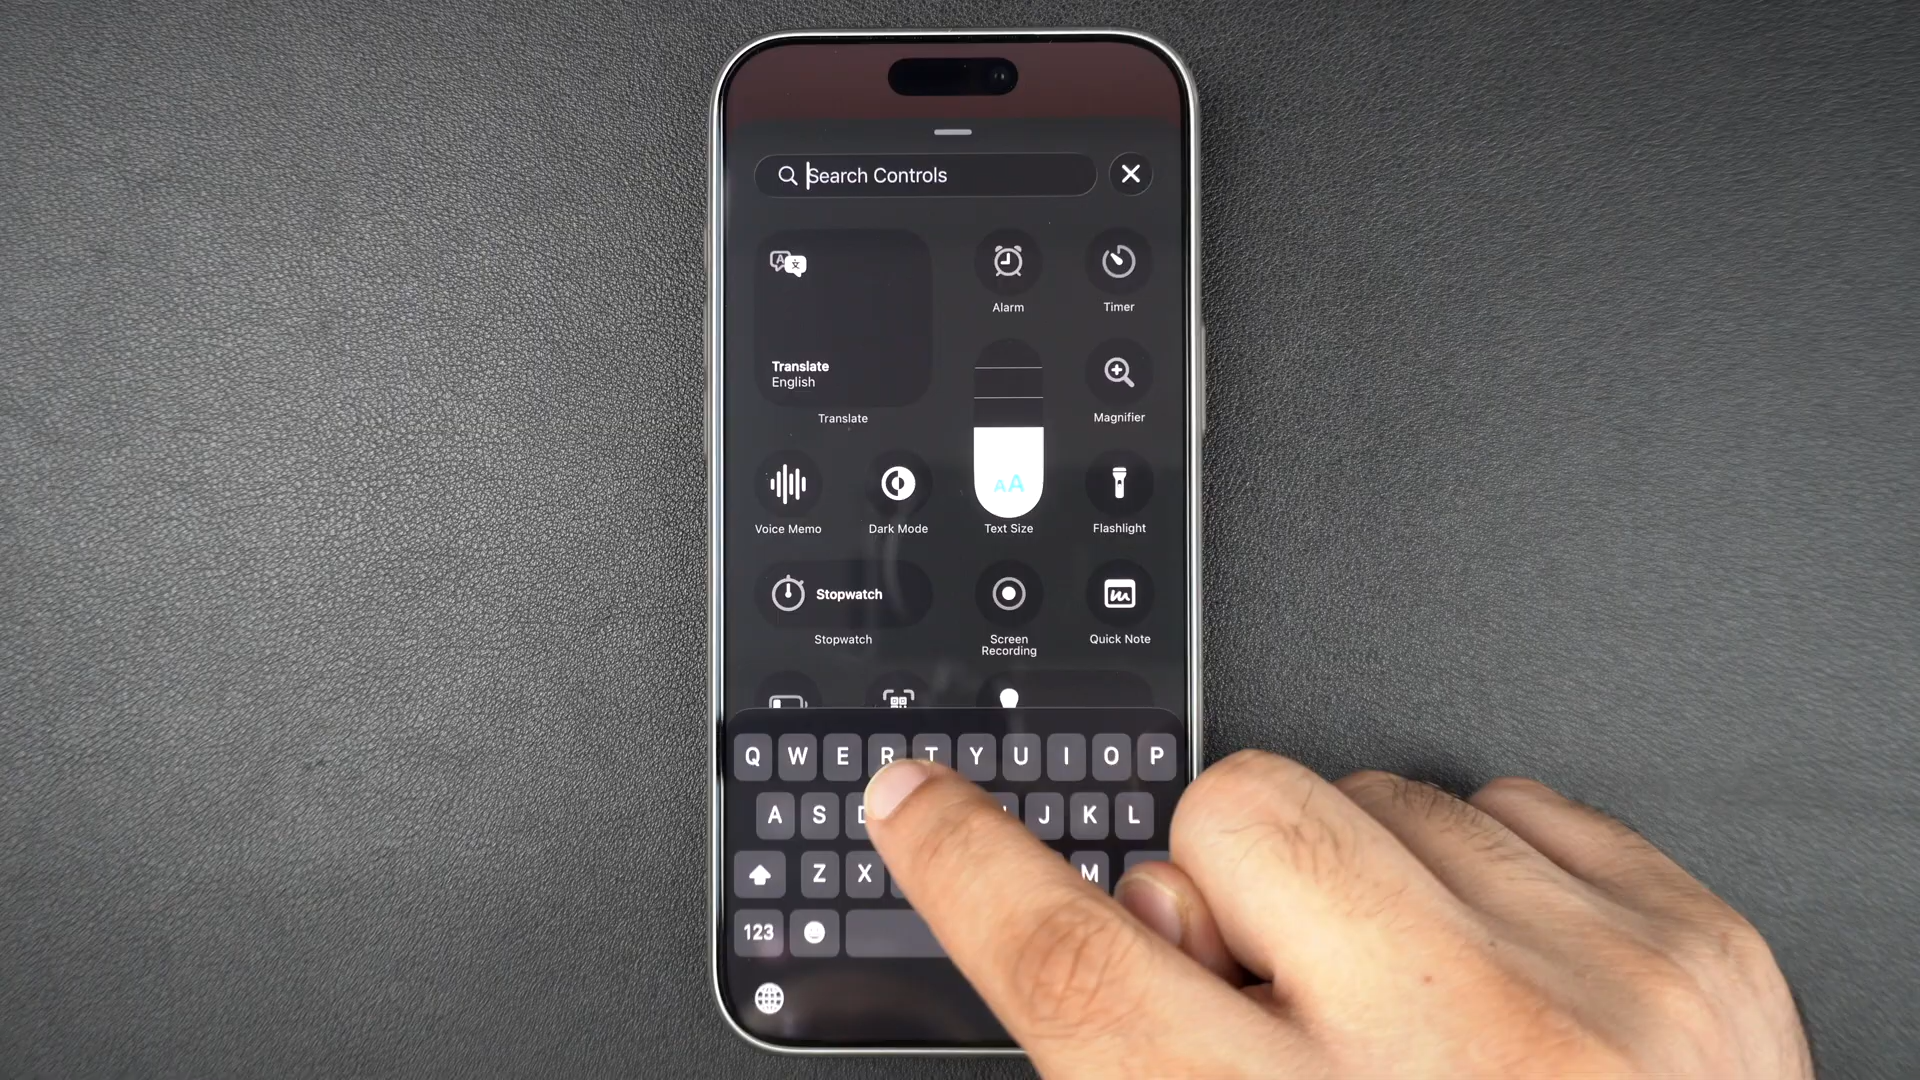 Search Controls
Alarm
Timer
Translate
English
Translate
Magnifier
AA
Voice Memo
Dark Mode
Text Size
Flashlight
Stopwatch
Stopwatch
Screen
Recording
Quick Note
Q W E R T Y U I O P
A S D J K L
Z X M
123